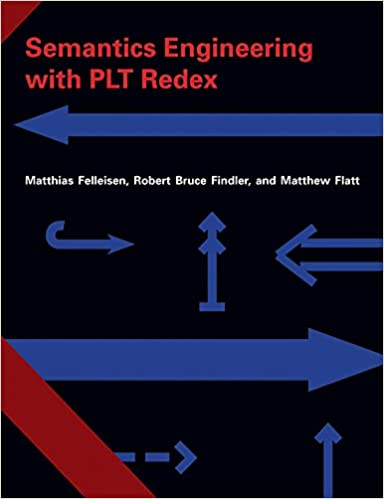 Semantics Engineering
with PLT Redex
Matthias Felleisen, Robert Bruce Findler, and Matthew Flatt